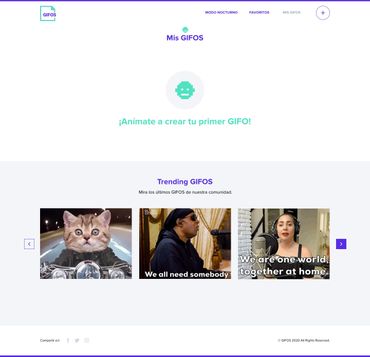 GIFOS
MODO NOCTURNO
FAVORITOS
MIS GIFOS
+
Mis GIFOS
¡Anímate a crear tu primer GIFO!
Trending GIFOS
Mira los últimos GIFOS de nuestra comunidad.
We all need somebody
We are one world,
together at home.
Compartir
© GIFOS 2020 All Rights Reserved.